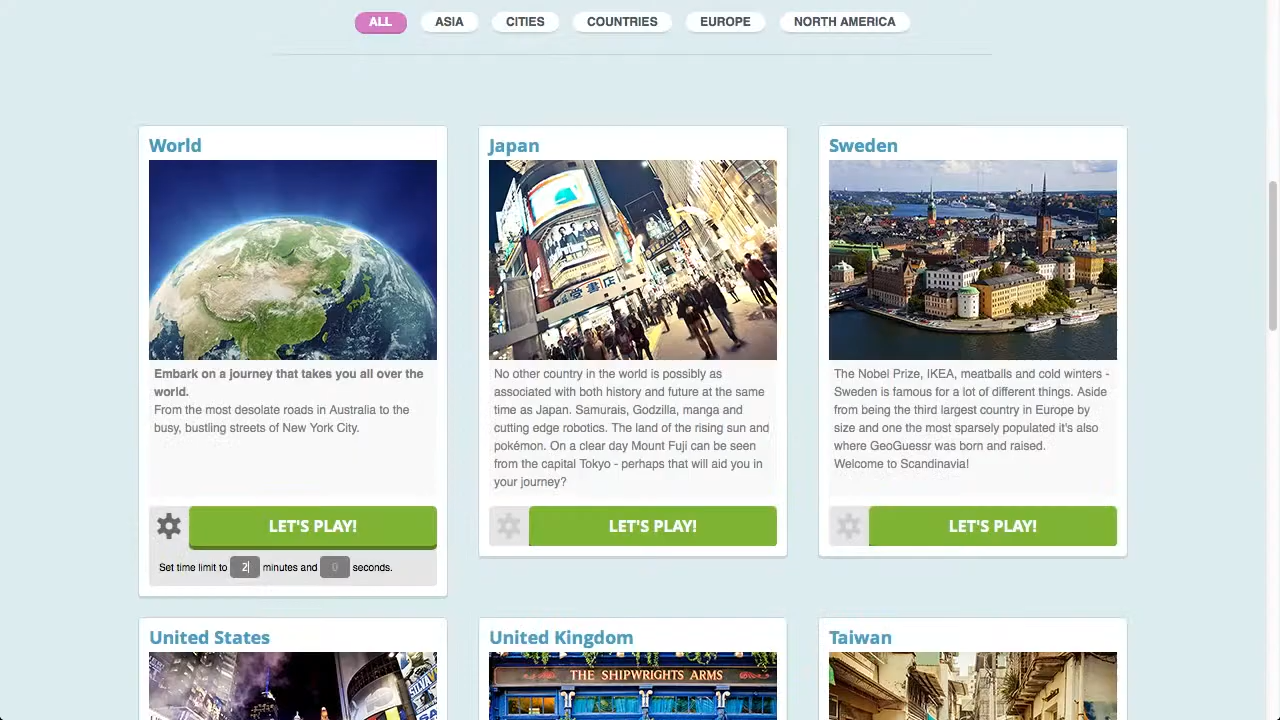 ALL ASIA CITIES COUNTRIES EUROPE NORTH AMERICA
World
Embark on a journey that takes you all over the
world.
From the most desolate roads in Australia to the
busy, bustling streets of New York City.
LET'S PLAY!
Set time limit to 2 minutes and 0 seconds.
Japan
No other country in the world is possibly as
associated with both history and future at the same
time as Japan. Samurais, Godzilla, manga and
cutting edge robotics. The land of the rising sun and
pokémon. On a clear day Mount Fuji can be seen
from the capital Tokyo - perhaps that will aid you in
your journey?
LET'S PLAY!
Sweden
The Nobel Prize, IKEA, meatballs and cold winters -
Sweden is famous for a lot of different things. Aside
from being the third largest country in Europe by
size and one the most sparsely populated it's also
where GeoGuessr was born and raised.
Welcome to Scandinavia!
LET'S PLAY!
United States
United Kingdom
THE SHIPWRIGHTS ARMS
Taiwan